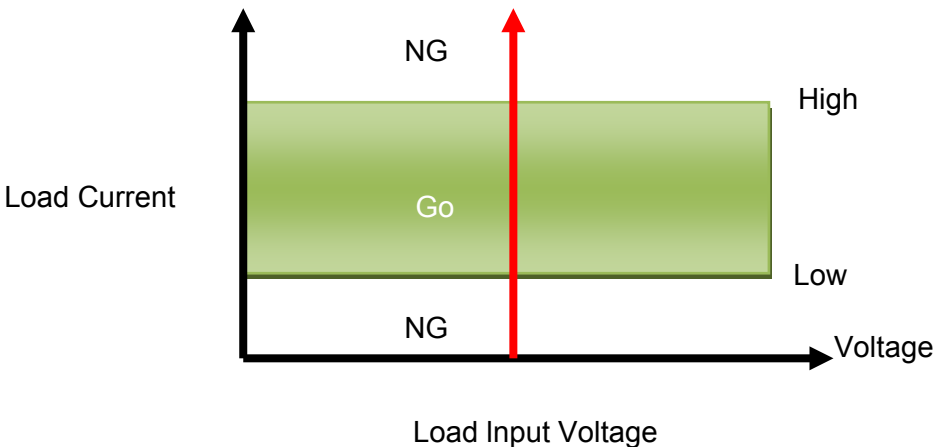 NG
High
Load Current
Go
Low
NG
Voltage
Load Input Voltage